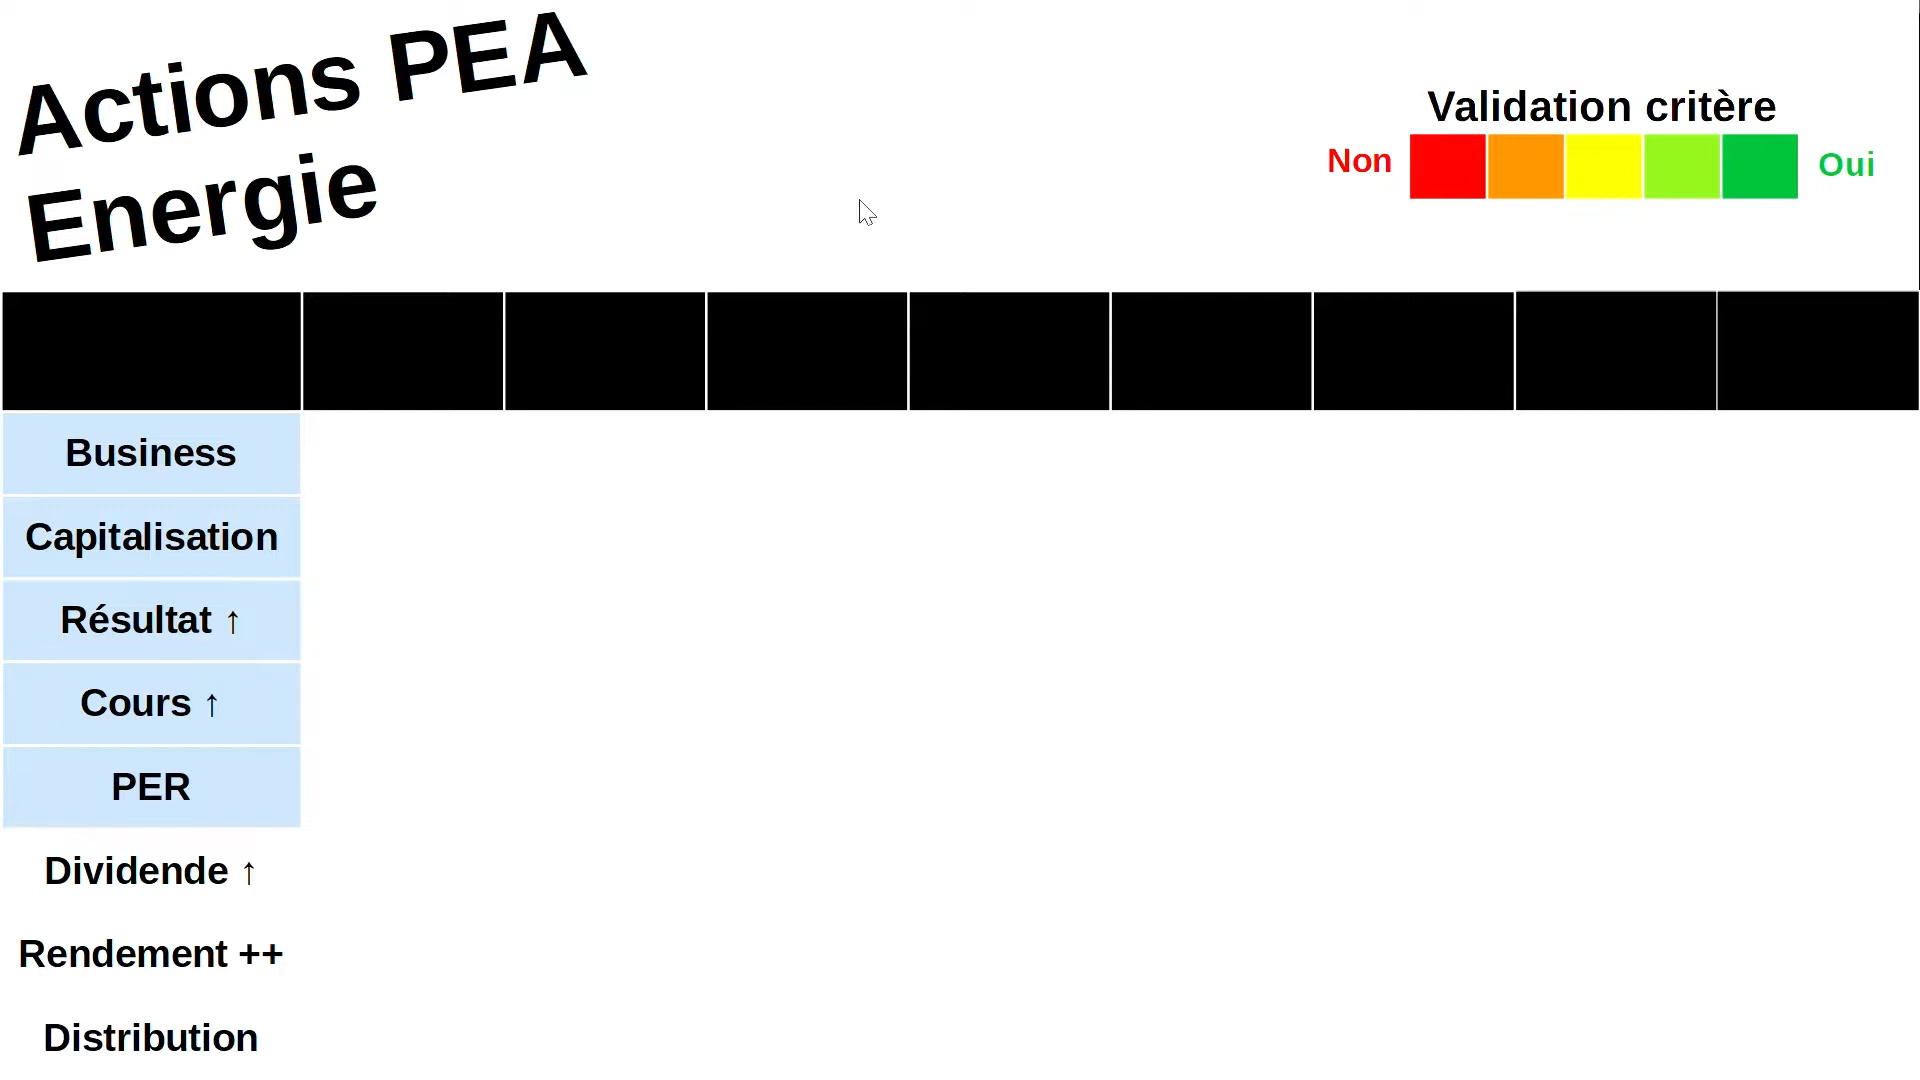 Actions PEA
Energie
Validation critère
Non
Oui
Business
Capitalisation
Résultat ↑
Cours ↑
PER
Dividende ↑
Rendement ++
Distribution